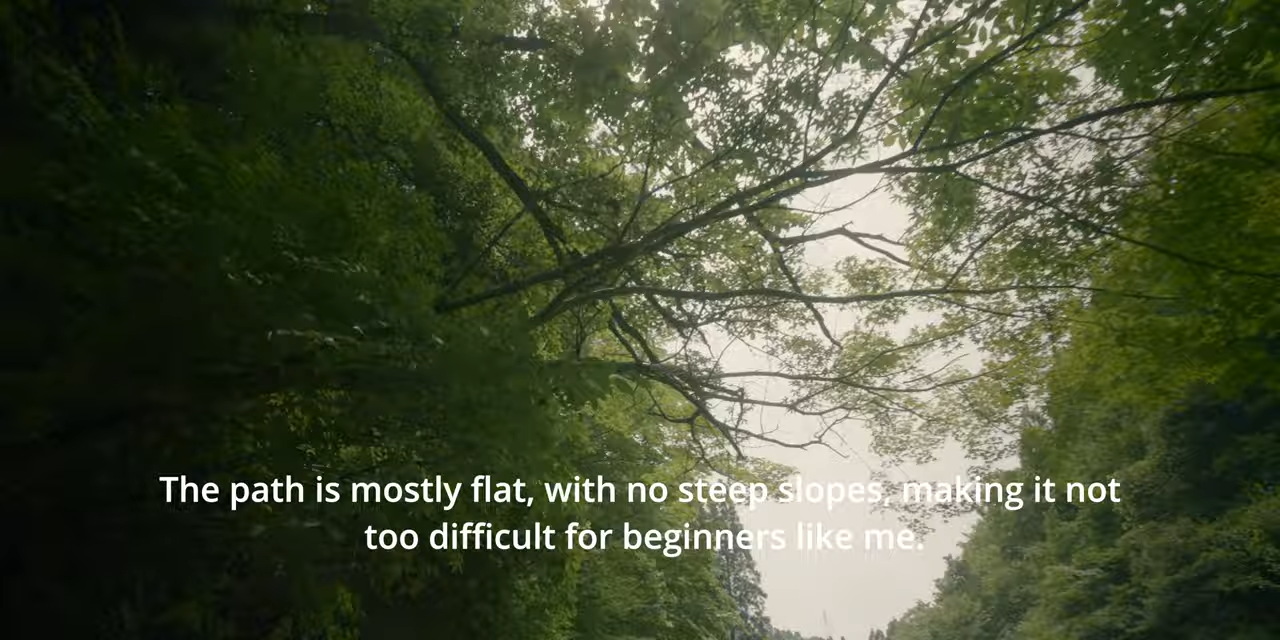 The path is mostly flat, with no steep slopes, making it not
too difficult for beginners like me.